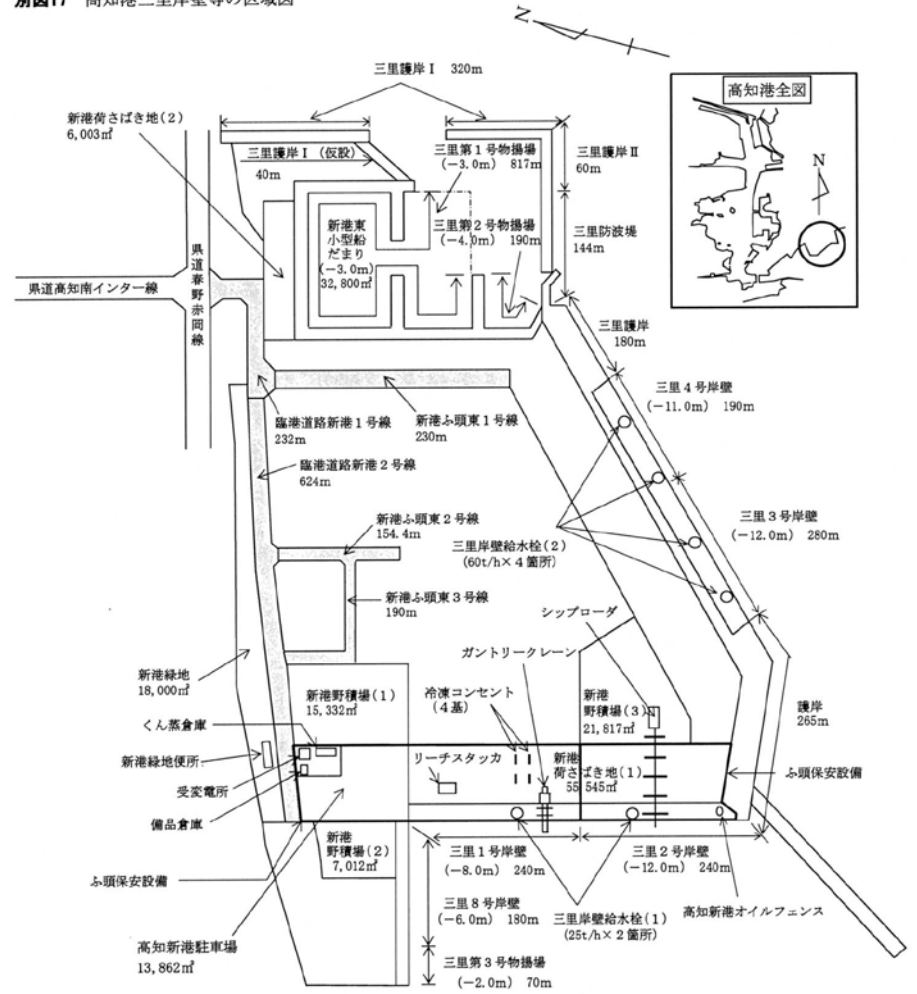 別図17 高知港三里岸壁等の区域図
N
三里護岸Ⅰ 320m
高知港全図
N
新港荷さばき地(2)
6,003㎡
三里護岸Ⅰ(仮設)
40m
三里第1号物揚場
(-3.0m) 817m
三里護岸Ⅱ
60m
新港東
小型船
だまり
(-3.0m)
32,800㎡
三里第2号物揚場
(-4.0m) 190m
三里防波堤
144m
県道春野赤岡線
県道高知南インター線
三里護岸
180m
三里4号岸壁
(-11.0m) 190m
臨港道路新港1号線
232m
新港ふ頭東1号線
230m
臨港道路新港2号線
624m
新港ふ頭東2号線
154.4m
三里岸壁給水栓(2)
(60t/h×4箇所)
三里3号岸壁
(-12.0m) 280m
新港ふ頭東3号線
190m
シップローダ
ガントリークレーン
新港緑地
18,000㎡
新港野積場(1)
15,332㎡
冷凍コンセント
(4基)
新港
野積場(3)
21,817㎡
護岸
265m
くん蒸倉庫
新港緑地便所
リーチスタッカ
新港
荷さばき地(1)
55,545㎡
ふ頭保安設備
受変電所
備品倉庫
新港
野積場(2)
7,012㎡
三里1号岸壁
(-8.0m) 240m
三里2号岸壁
(-12.0m) 240m
ふ頭保安設備
三里8号岸壁
(-6.0m) 180m
三里岸壁給水栓(1)
(25t/h×2箇所)
高知新港オイルフェンス
高知新港駐車場
13,862㎡
三里第3号物揚場
(-2.0m) 70m